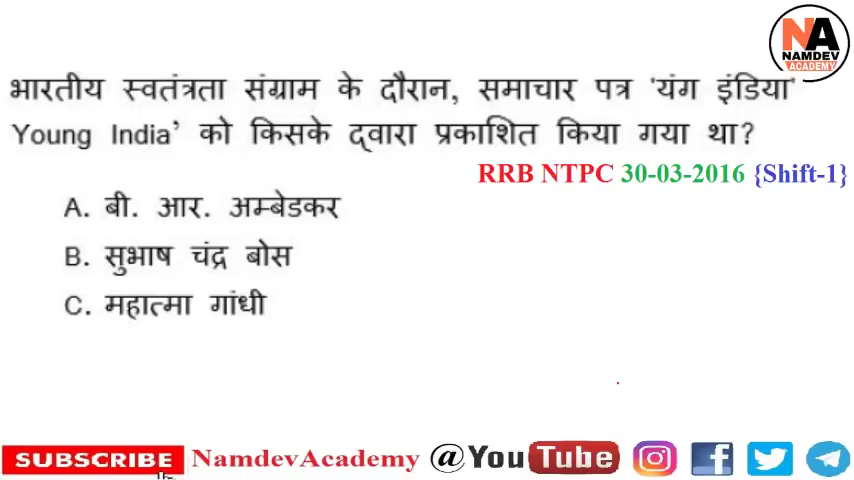 NA
NAMDEV
ACADEMY
भारतीय स्वतंत्रता संग्राम के दौरान, समाचार पत्र 'यंग इंडिया'
Young India' को किसके द्वारा प्रकाशित किया गया था?
RRB NTPC 30-03-2016 {Shift-1}
A. बी. आर. अम्बेडकर
B. सुभाष चंद्र बोस
C. महात्मा गांधी
SUBSCRIBE NamdevAcademy @YouTube